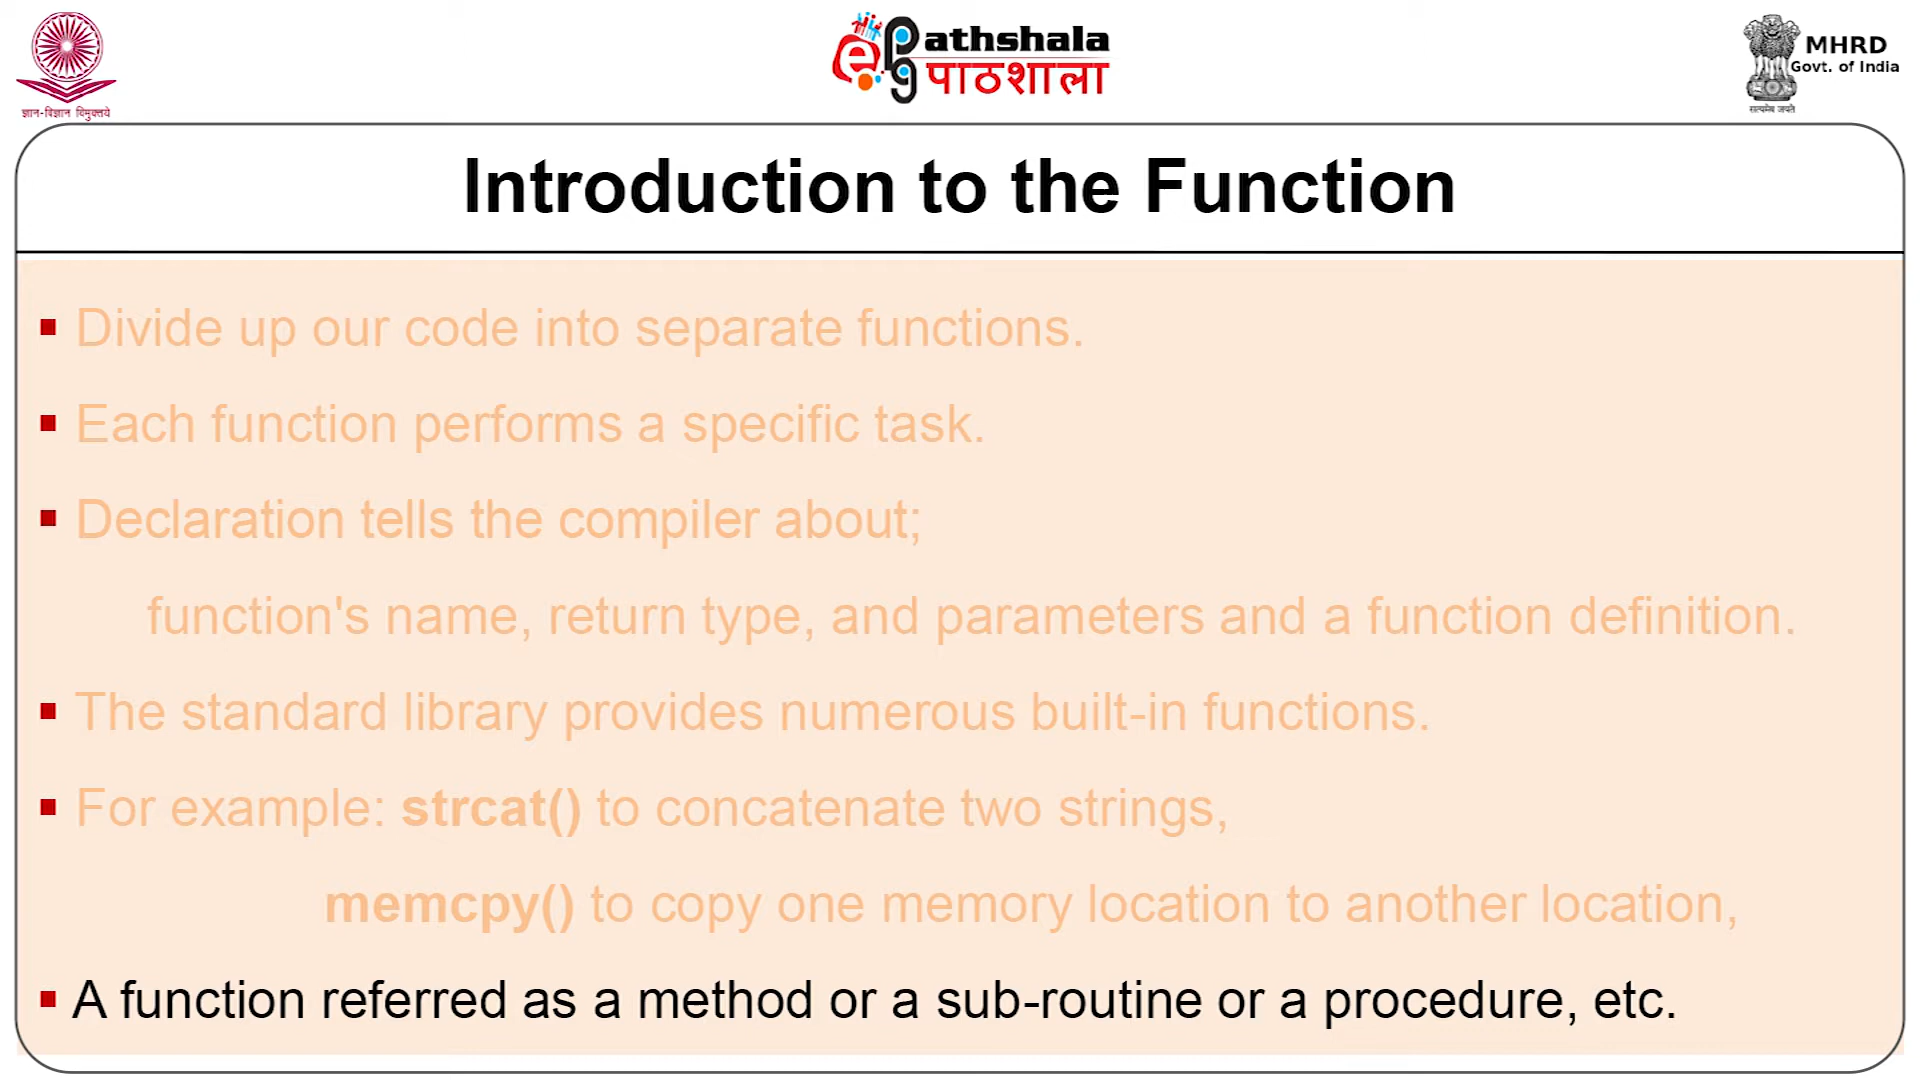 ज्ञान-विज्ञान विमुक्तये
e Pg Pathshala
पाठशाला
MHRD
Govt. of India
सत्यमेव जयते
Introduction to the Function
▪ Divide up our code into separate functions.
▪ Each function performs a specific task.
▪ Declaration tells the compiler about;
function's name, return type, and parameters and a function definition.
▪ The standard library provides numerous built-in functions.
▪ For example: strcat() to concatenate two strings,
memcpy() to copy one memory location to another location,
▪ A function referred as a method or a sub-routine or a procedure, etc.